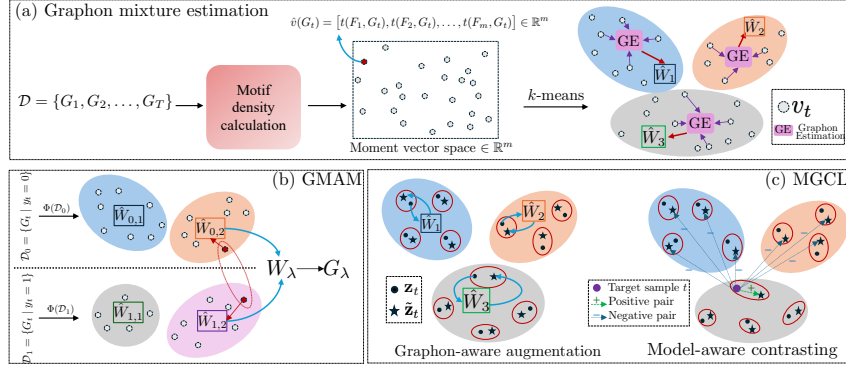 (a) Graphon mixture estimation
v̂(G_t) = [t(F_1, G_t), t(F_2, G_t), . . . , t(F_m, G_t)] ∈ ℝ^m
𝒟 = {G_1, G_2, . . . , G_T}
Motif
density
calculation
Moment vector space ∈ ℝ^m
k-means
GE
Ŵ_1
GE
Ŵ_2
GE
Ŵ_3
v_t
GE Graphon
Estimation
(b) GMAM
𝒟_0 = {G_t | y_t = 0}
Φ(𝒟_0)
Ŵ_{0,1}
Ŵ_{0,2}
W_λ
G_λ
𝒟_1 = {G_t | y_t = 1}
Φ(𝒟_1)
Ŵ_{1,1}
Ŵ_{1,2}
(c) MGCL
Ŵ_1
Ŵ_2
Ŵ_3
z_t
z̃_t
Graphon-aware augmentation
Target sample t
+ Positive pair
− Negative pair
Model-aware contrasting